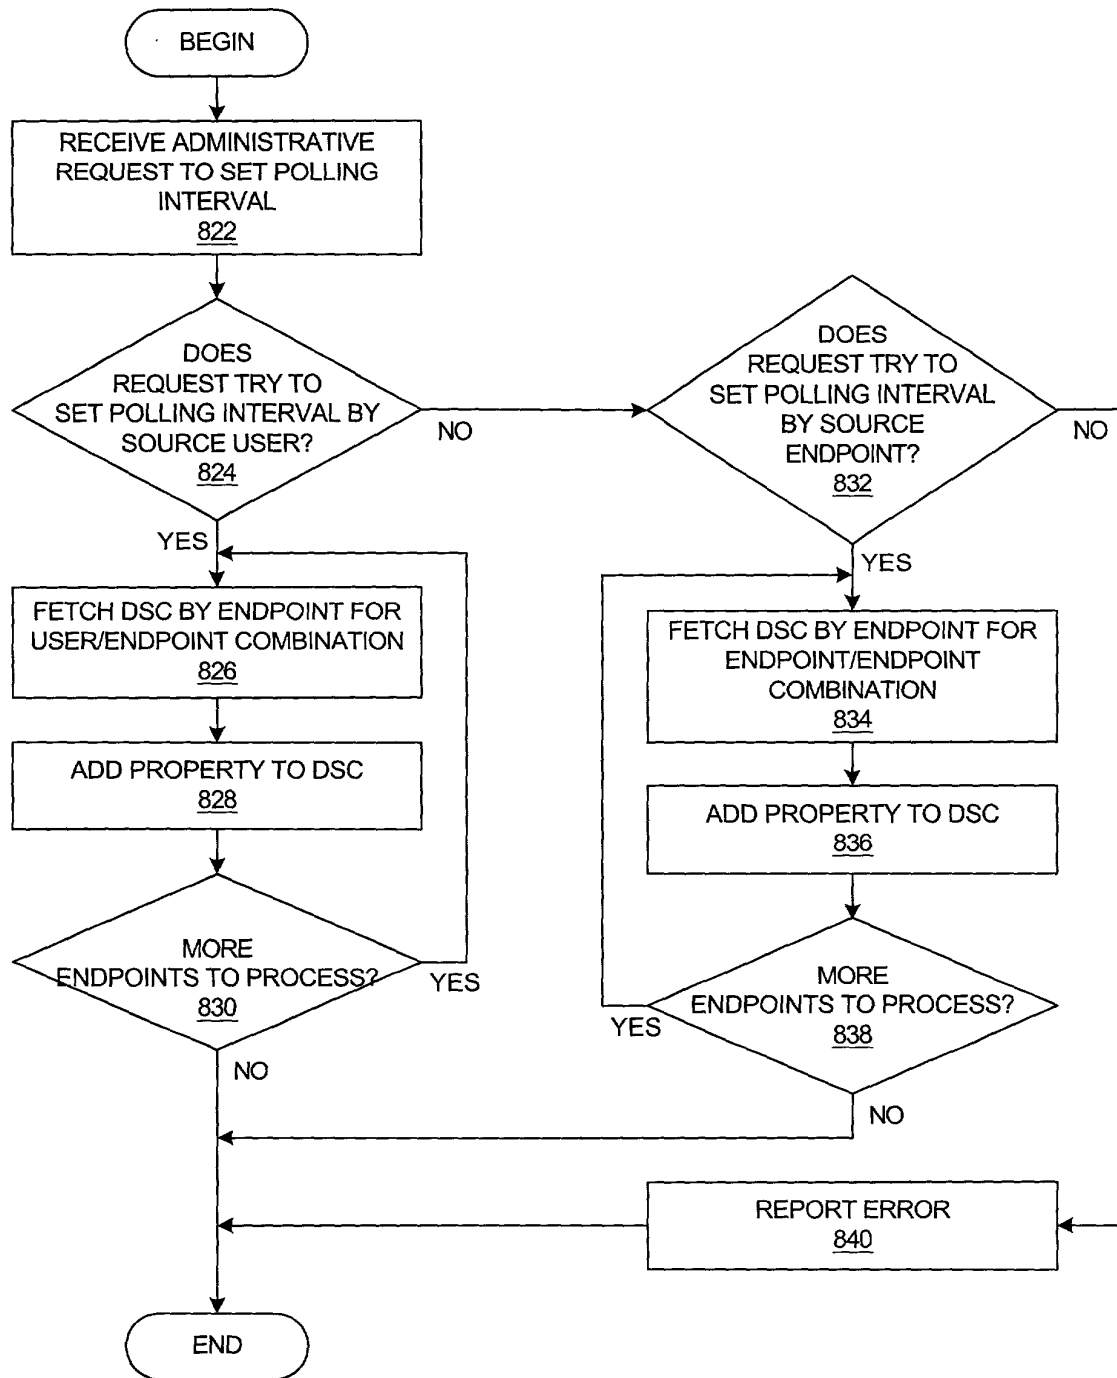 BEGIN
RECEIVE ADMINISTRATIVE
REQUEST TO SET POLLING
INTERVAL
822
DOES
REQUEST TRY TO
SET POLLING INTERVAL BY
SOURCE USER?
824
NO
YES
DOES
REQUEST TRY TO
SET POLLING INTERVAL
BY SOURCE
ENDPOINT?
832
NO
YES
FETCH DSC BY ENDPOINT FOR
USER/ENDPOINT COMBINATION
826
ADD PROPERTY TO DSC
828
MORE
ENDPOINTS TO PROCESS?
830
YES
NO
FETCH DSC BY ENDPOINT FOR
ENDPOINT/ENDPOINT
COMBINATION
834
ADD PROPERTY TO DSC
836
MORE
ENDPOINTS TO PROCESS?
838
YES
NO
REPORT ERROR
840
END